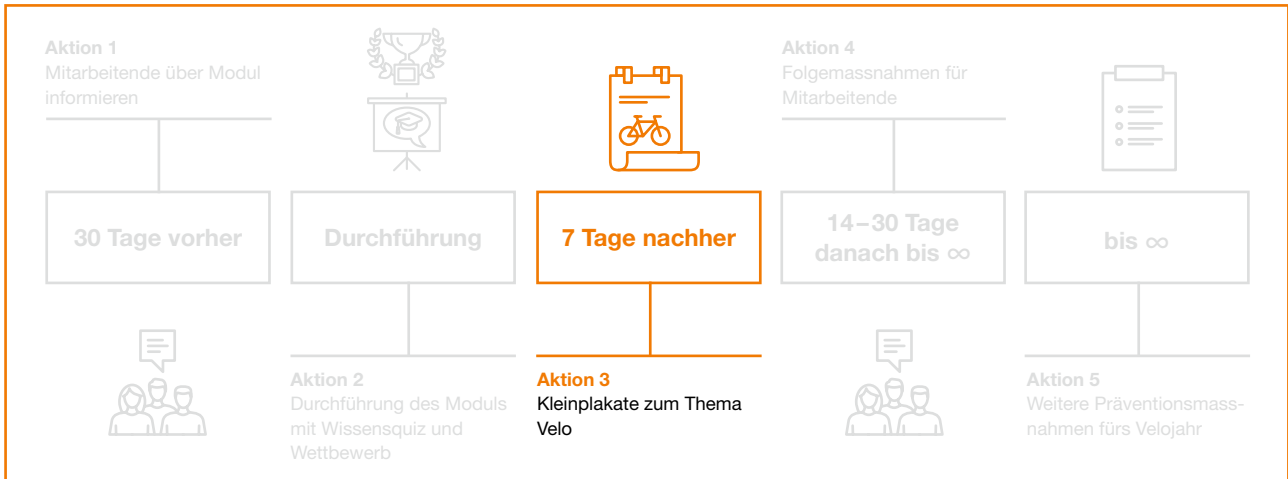 Aktion 1
Mitarbeitende über Modul
informieren
30 Tage vorher
Durchführung
Aktion 2
Durchführung des Moduls
mit Wissensquiz und
Wettbewerb
7 Tage nachher
Aktion 3
Kleinplakate zum Thema
Velo
Aktion 4
Folgemassnahmen für
Mitarbeitende
14–30 Tage
danach bis ∞
bis ∞
Aktion 5
Weitere Präventionsmass-
nahmen fürs Velojahr